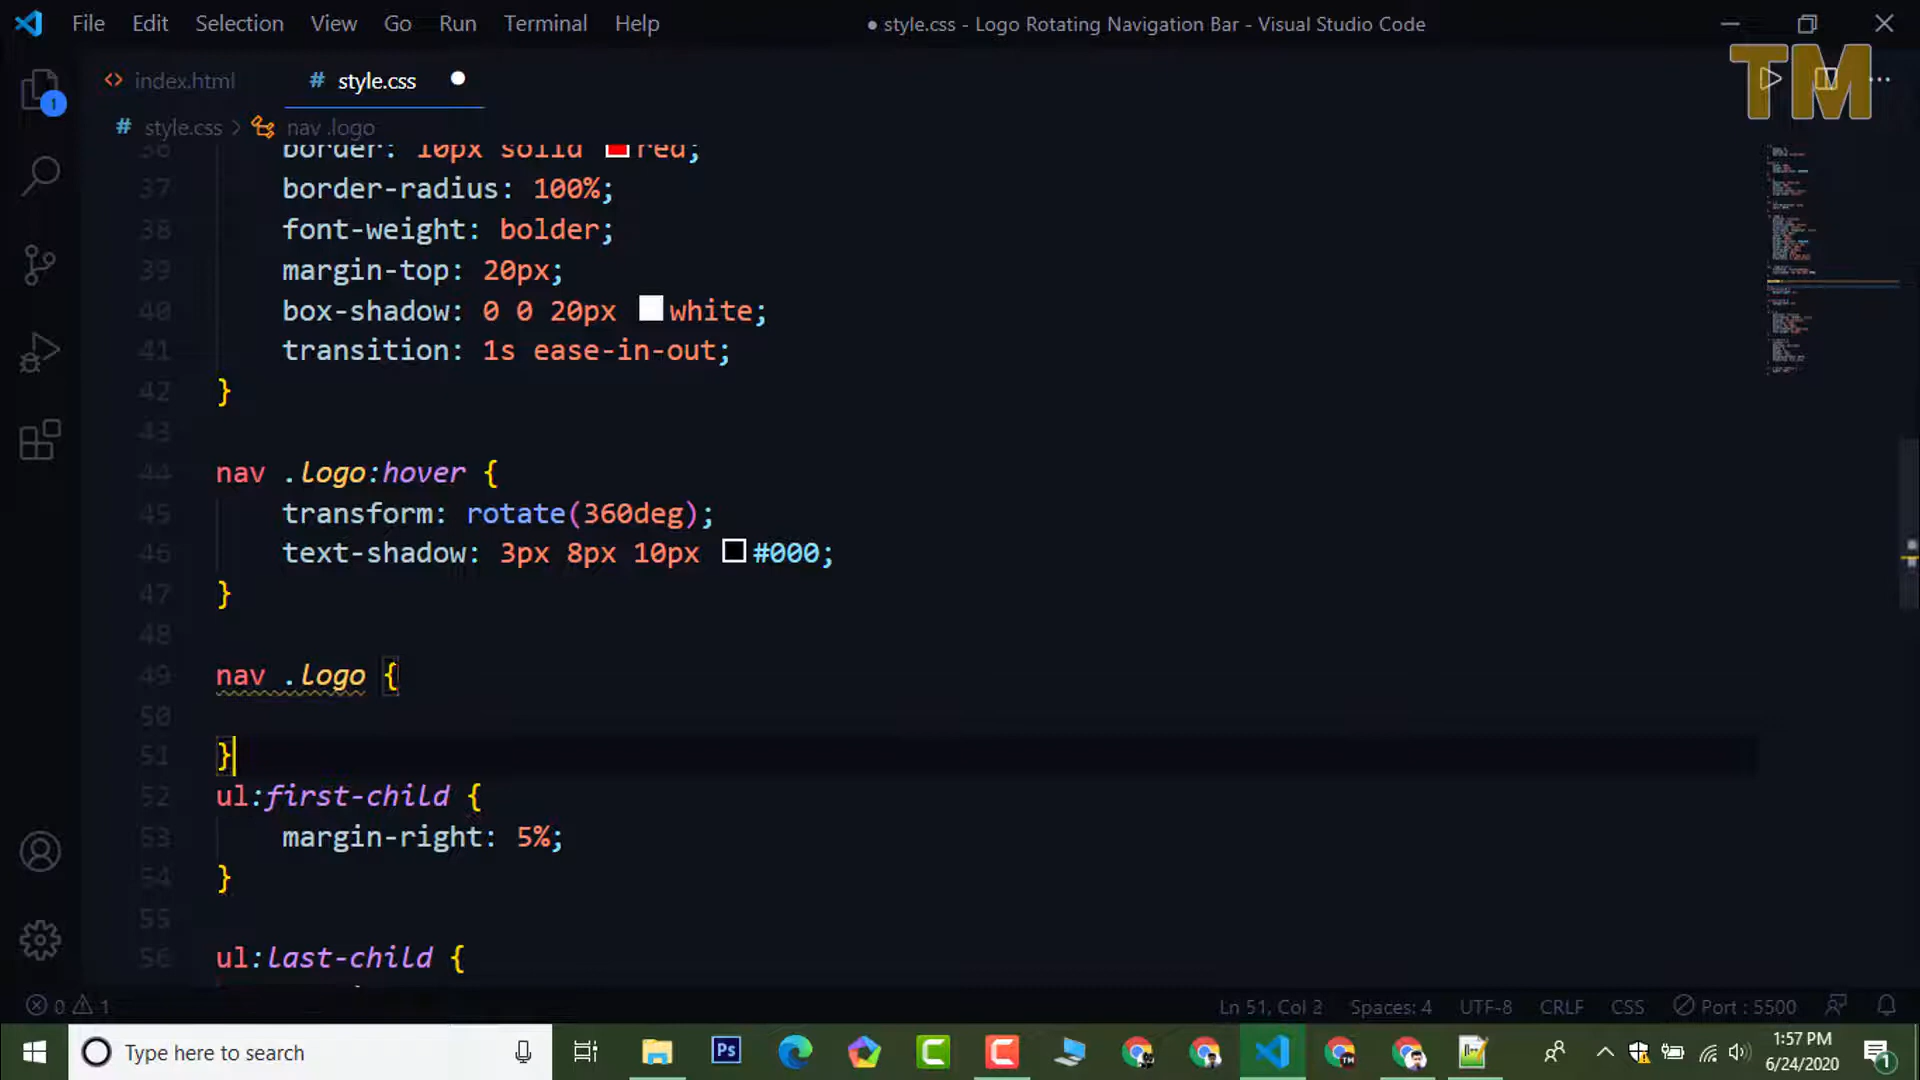 File Edit Selection View Go Run Terminal Help ● style.css - Logo Rotating Navigation Bar - Visual Studio Code
TM
<> index.html # style.css
# style.css > nav .logo
36 border: 10px solid red;
37 border-radius: 100%;
38 font-weight: bolder;
39 margin-top: 20px;
40 box-shadow: 0 0 20px white;
41 transition: 1s ease-in-out;
42 }
43
44 nav .logo:hover {
45 transform: rotate(360deg);
46 text-shadow: 3px 8px 10px #000;
47 }
48
49 nav .logo {
50
51 }
52 ul:first-child {
53 margin-right: 5%;
54 }
55
56 ul:last-child {
1
0 1 Ln 51, Col 2 Spaces: 4 UTF-8 CRLF CSS Port : 5500
Type here to search Ps 1:57 PM
6/24/2020 1